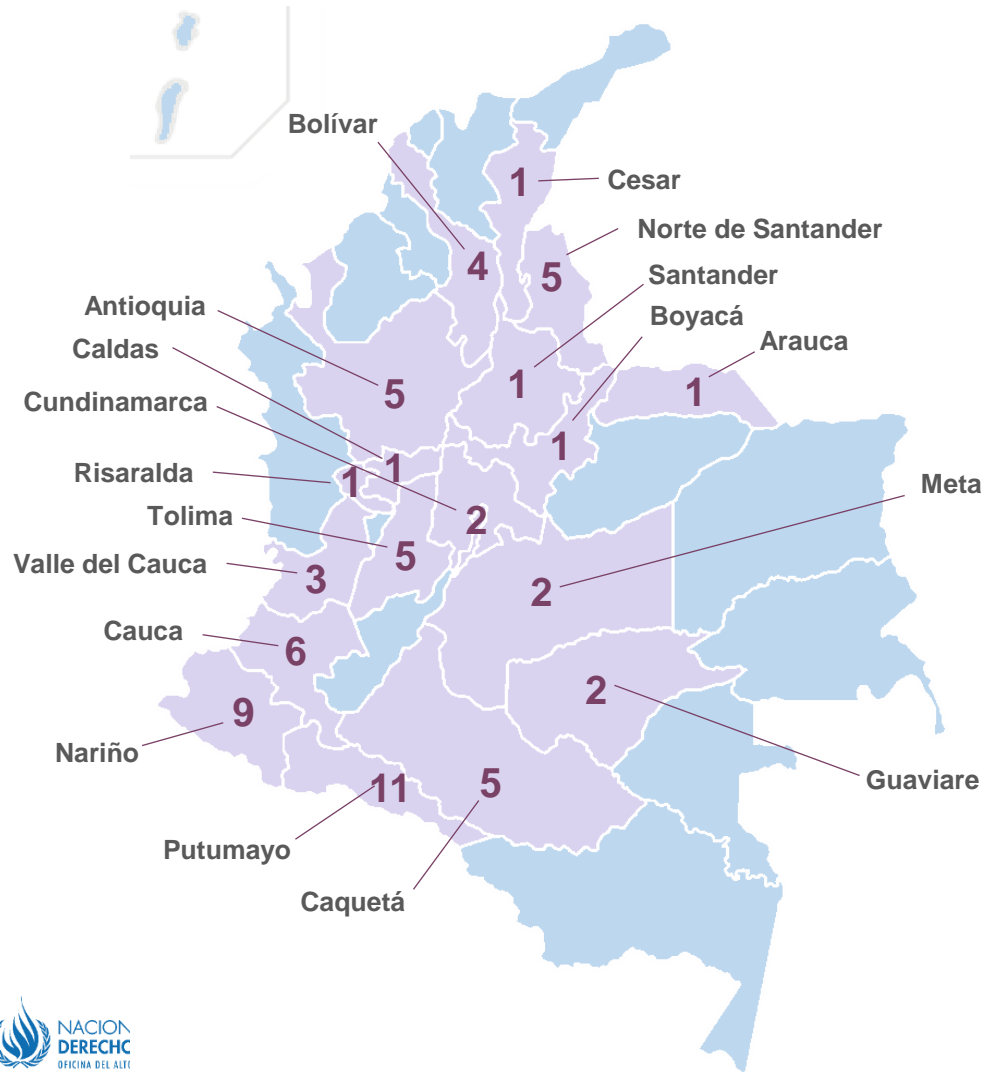 Bolívar
1
Cesar
Norte de Santander
4
5
Santander
Antioquia
Boyacá
Caldas
Arauca
5
1
1
Cundinamarca
1
Risaralda
1
1
Meta
Tolima
2
5
Valle del Cauca
3
2
Cauca
6
2
9
Nariño
Guaviare
5
11
Putumayo
Caquetá
NACION
DERECHO
OFICINA DEL ALTO